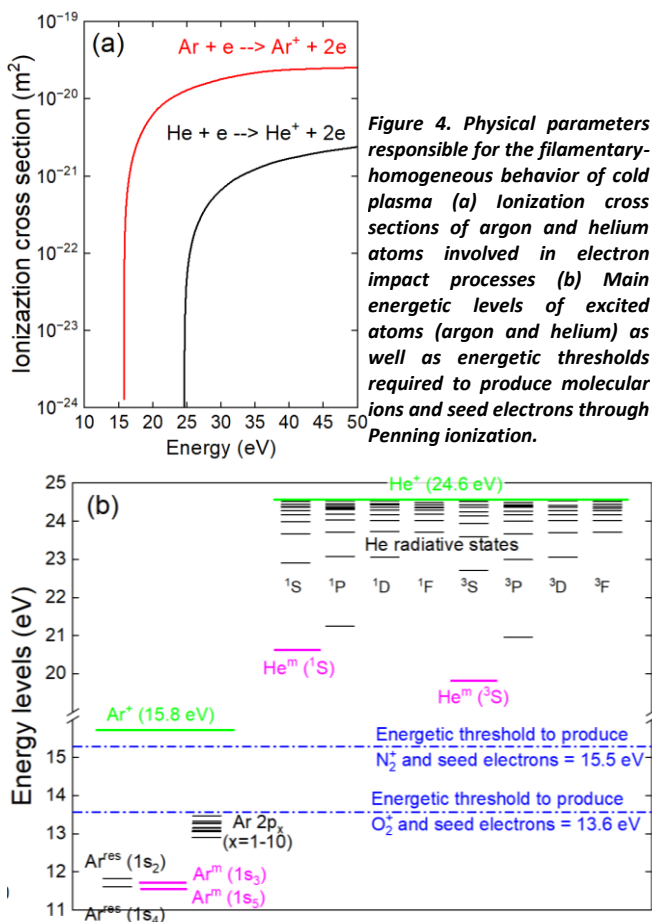 10⁻¹⁹
(a)
Ar + e --> Ar⁺ + 2e
10⁻²⁰
He + e --> He⁺ + 2e
10⁻²¹
10⁻²²
10⁻²³
10⁻²⁴
Ionizaztion cross section (m²)
10 15 20 25 30 35 40 45 50
Energy (eV)
Figure 4. Physical parameters
responsible for the filamentary-
homogeneous behavior of cold
plasma (a) Ionization cross
sections of argon and helium
atoms involved in electron
impact processes (b) Main
energetic levels of excited
atoms (argon and helium) as
well as energetic thresholds
required to produce molecular
ions and seed electrons through
Penning ionization.
25
(b)
He⁺ (24.6 eV)
24
He radiative states
23
¹S ¹P ¹D ¹F ³S ³P ³D ³F
22
21
Heᵐ (¹S)
20
Heᵐ (³S)
Ar⁺ (15.8 eV)
Energetic threshold to produce
15
N₂⁺ and seed electrons = 15.5 eV
14
Energetic threshold to produce
O₂⁺ and seed electrons = 13.6 eV
13
Ar 2pₓ
(x=1-10)
12
Arʳᵉˢ (1s₂)
Arᵐ (1s₃)
Arᵐ (1s₅)
11
Arʳᵉˢ (1s₄)
Energy levels (eV)